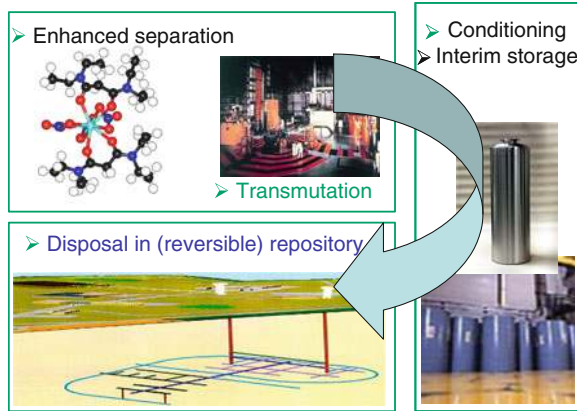 ➢ Enhanced separation
➢ Transmutation
➢ Conditioning
➢ Interim storage
➢ Disposal in (reversible) repository